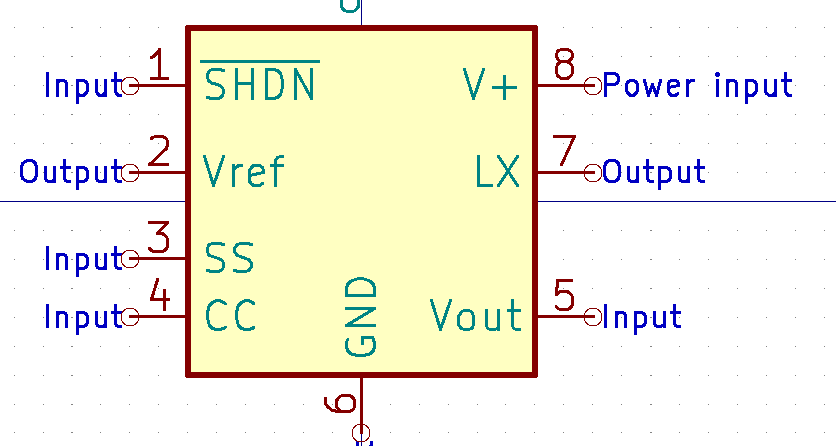 Input 1 SHDN V+ 8 Power input
Output 2 Vref LX 7 Output
Input 3 SS
Input 4 CC GND Vout 5 Input
6